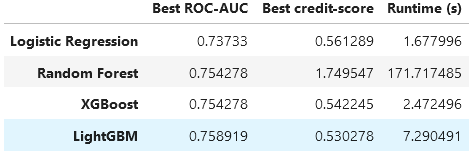 Best ROC-AUC Best credit-score Runtime (s)
Logistic Regression 0.73733 0.561289 1.677996
Random Forest 0.754278 1.749547 171.717485
XGBoost 0.754278 0.542245 2.472496
LightGBM 0.758919 0.530278 7.290491